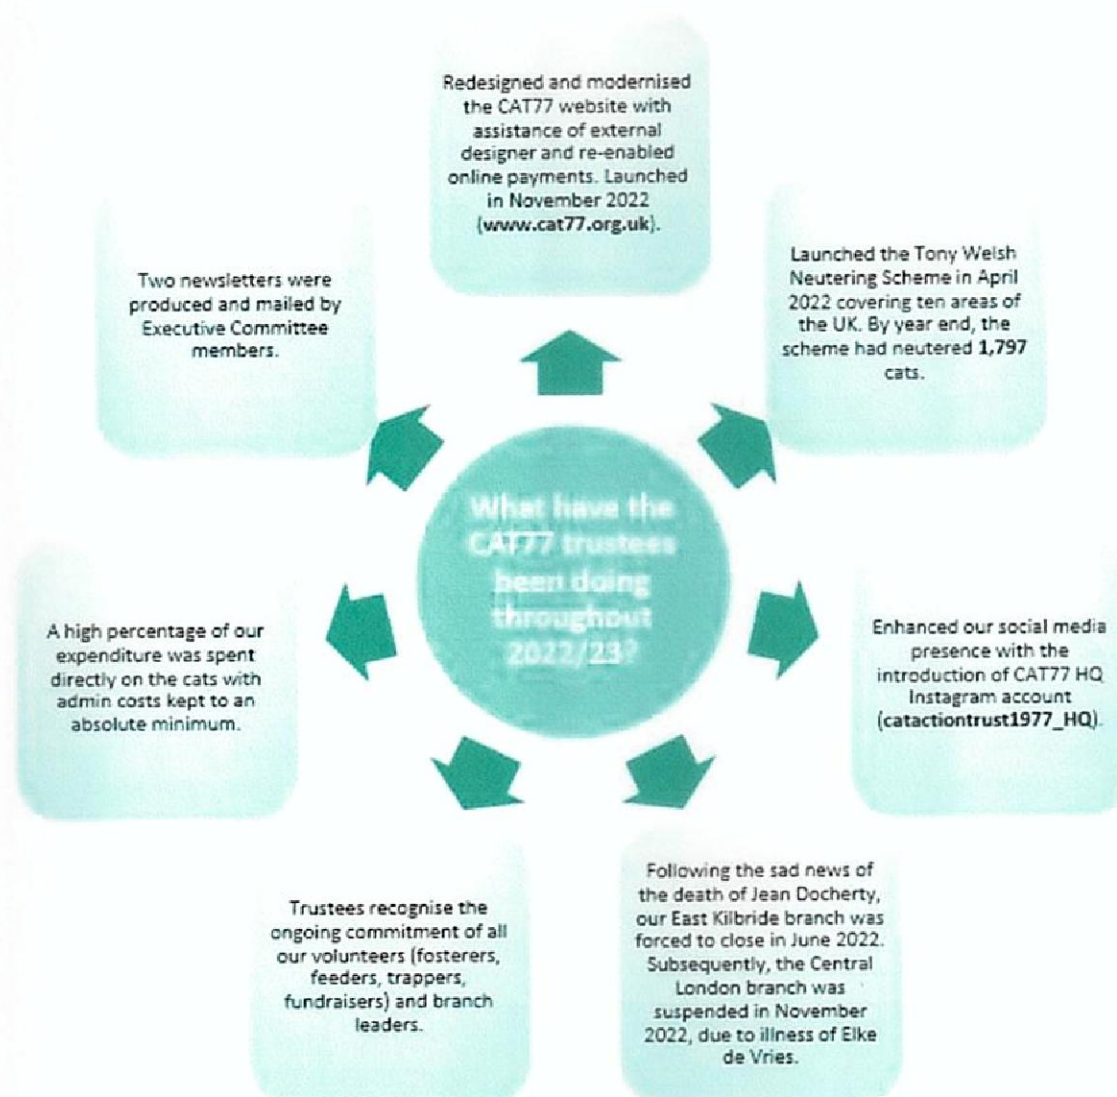 Redesigned and modernised
the CAT77 website with
assistance of external
designer and re-enabled
online payments. Launched
in November 2022
(www.cat77.org.uk).
Launched the Tony Welsh
Neutering Scheme in April
2022 covering ten areas of
the UK. By year end, the
scheme had neutered 1,797
cats.
Enhanced our social media
presence with the
introduction of CAT77 HQ
Instagram account
(catactiontrust1977_HQ).
Following the sad news of
the death of Jean Docherty,
our East Kilbride branch was
forced to close in June 2022.
Subsequently, the Central
London branch was
suspended in November
2022, due to illness of Elke
de Vries.
Trustees recognise the
ongoing commitment of all
our volunteers (fosterers,
feeders, trappers,
fundraisers) and branch
leaders.
A high percentage of our
expenditure was spent
directly on the cats with
admin costs kept to an
absolute minimum.
Two newsletters were
produced and mailed by
Executive Committee
members.
What have the
CAT77 trustees
been doing
throughout
2022/23?